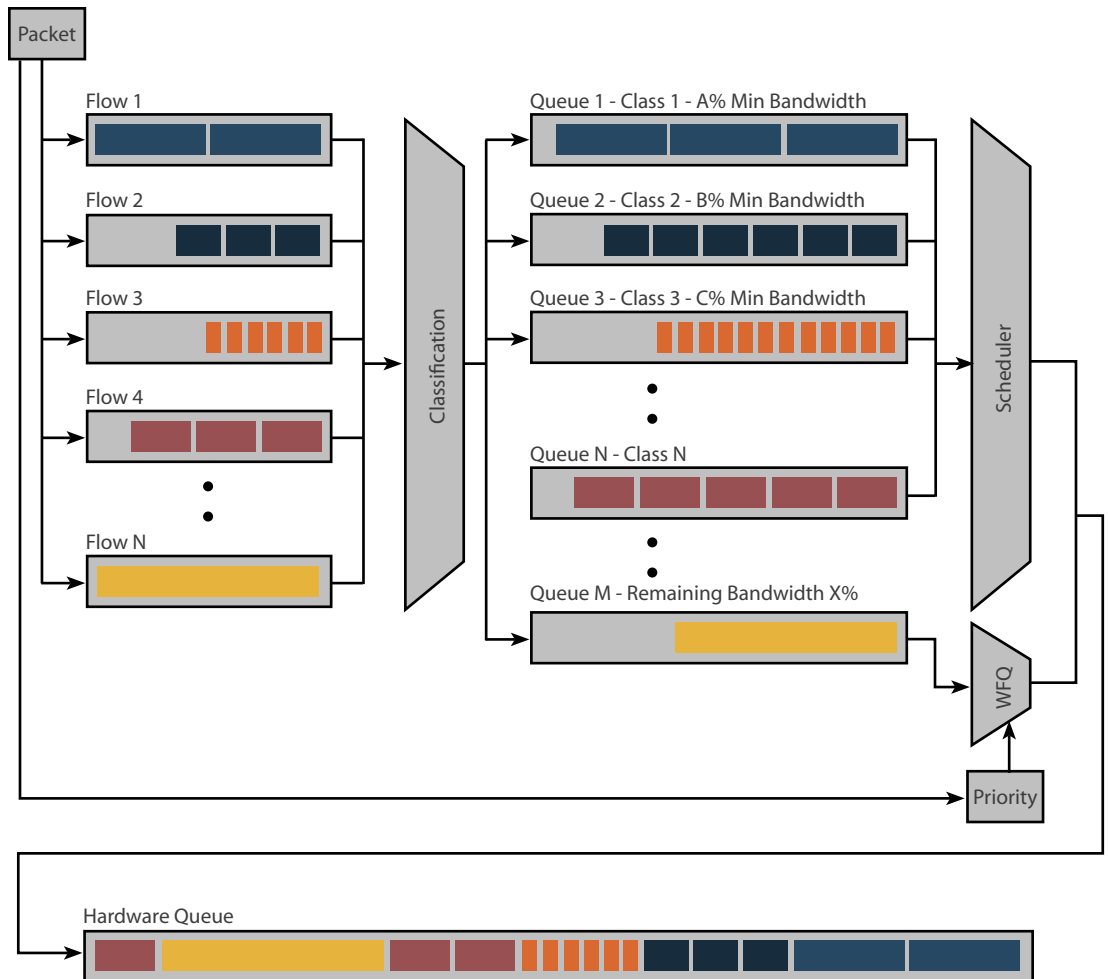 Packet
Flow 1
Flow 2
Flow 3
Flow 4
Flow N
Classification
Queue 1 - Class 1 - A% Min Bandwidth
Queue 2 - Class 2 - B% Min Bandwidth
Queue 3 - Class 3 - C% Min Bandwidth
Queue N - Class N
Queue M - Remaining Bandwidth X%
Scheduler
WFQ
Priority
Hardware Queue